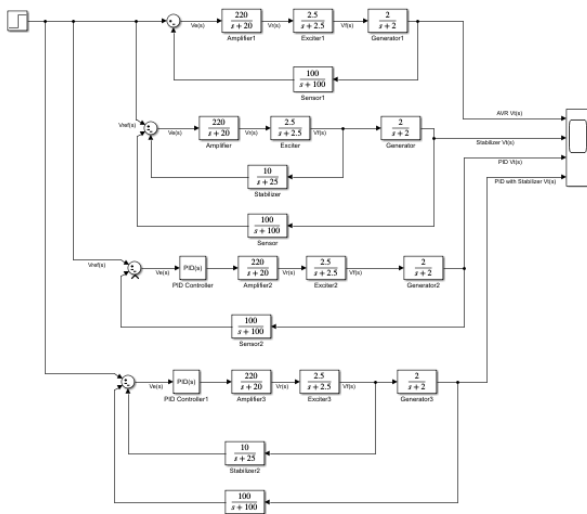 220
s + 20
2.5
s + 2.5
2
s + 2
Ve(s)
Vr(s)
Vf(s)
Amplifier1
Exciter1
Generator1
100
s + 100
Sensor1
AVR Vt(s)
Vref(s)
220
s + 20
2.5
s + 2.5
2
s + 2
Ve(s)
Vr(s)
Vf(s)
Amplifier
Exciter
Generator
Stabilizer Vt(s)
PID Vt(s)
10
s + 25
Stabilizer
PID with Stabilizer Vt(s)
100
s + 100
Sensor
Vref(s)
PID(s)
220
s + 20
2.5
s + 2.5
2
s + 2
Ve(s)
Vr(s)
Vf(s)
PID Controller
Amplifier2
Exciter2
Generator2
100
s + 100
Sensor2
PID(s)
220
s + 20
2.5
s + 2.5
2
s + 2
Ve(s)
Vr(s)
Vf(s)
PID Controller1
Amplifier3
Exciter3
Generator3
10
s + 25
Stabilizer2
100
s + 100